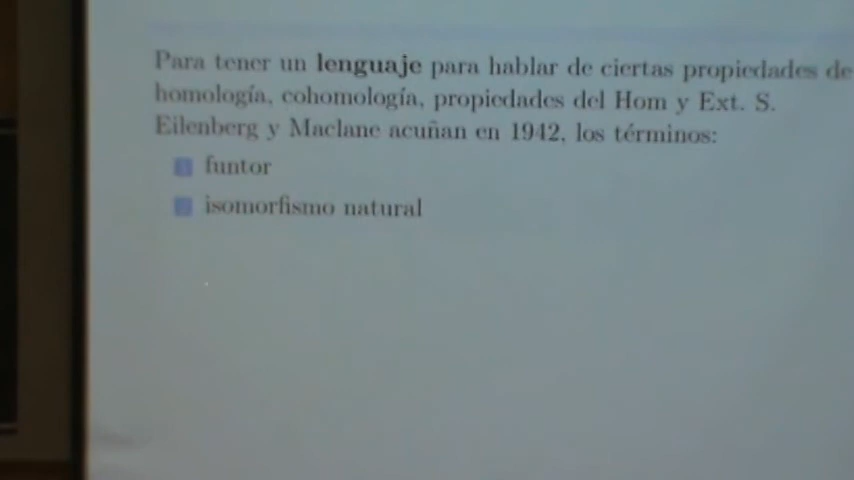 Para tener un lenguaje para hablar de ciertas propiedades de
homología, cohomología, propiedades del Hom y Ext. S.
Eilenberg y Maclane acuñan en 1942, los términos:
funtor
isomorfismo natural